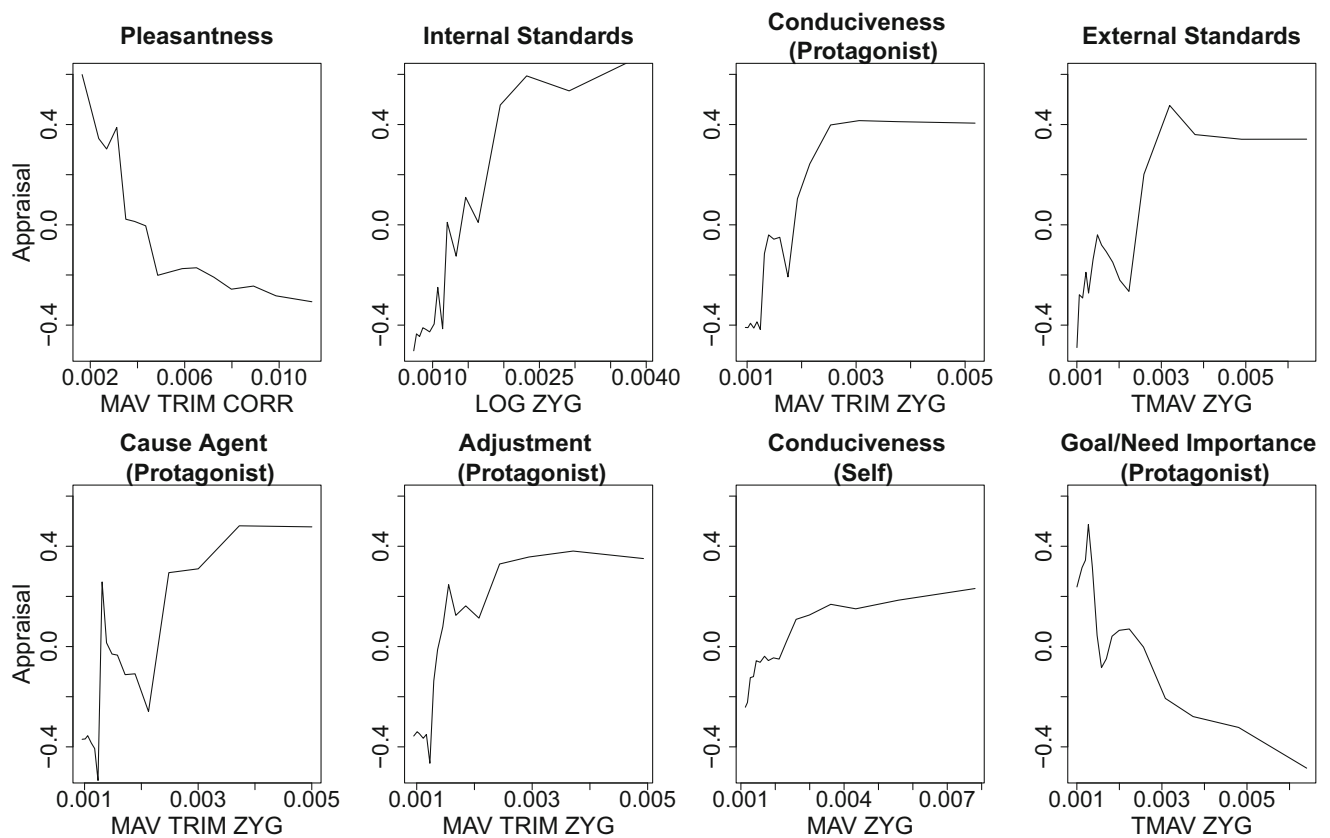 Pleasantness
Internal Standards
Conduciveness
(Protagonist)
External Standards
Appraisal
0.4
0.0
−0.4
0.002 0.006 0.010
MAV TRIM CORR
0.4
0.0
−0.4
0.0010 0.0025 0.0040
LOG ZYG
0.4
0.0
−0.4
0.001 0.003 0.005
MAV TRIM ZYG
0.4
0.0
−0.4
0.001 0.003 0.005
TMAV ZYG
Cause Agent
(Protagonist)
Adjustment
(Protagonist)
Conduciveness
(Self)
Goal/Need Importance
(Protagonist)
Appraisal
0.4
0.0
−0.4
0.001 0.003 0.005
MAV TRIM ZYG
0.4
0.0
−0.4
0.001 0.003 0.005
MAV TRIM ZYG
0.4
0.0
−0.4
0.001 0.004 0.007
MAV ZYG
0.4
0.0
−0.4
0.001 0.003 0.005
TMAV ZYG